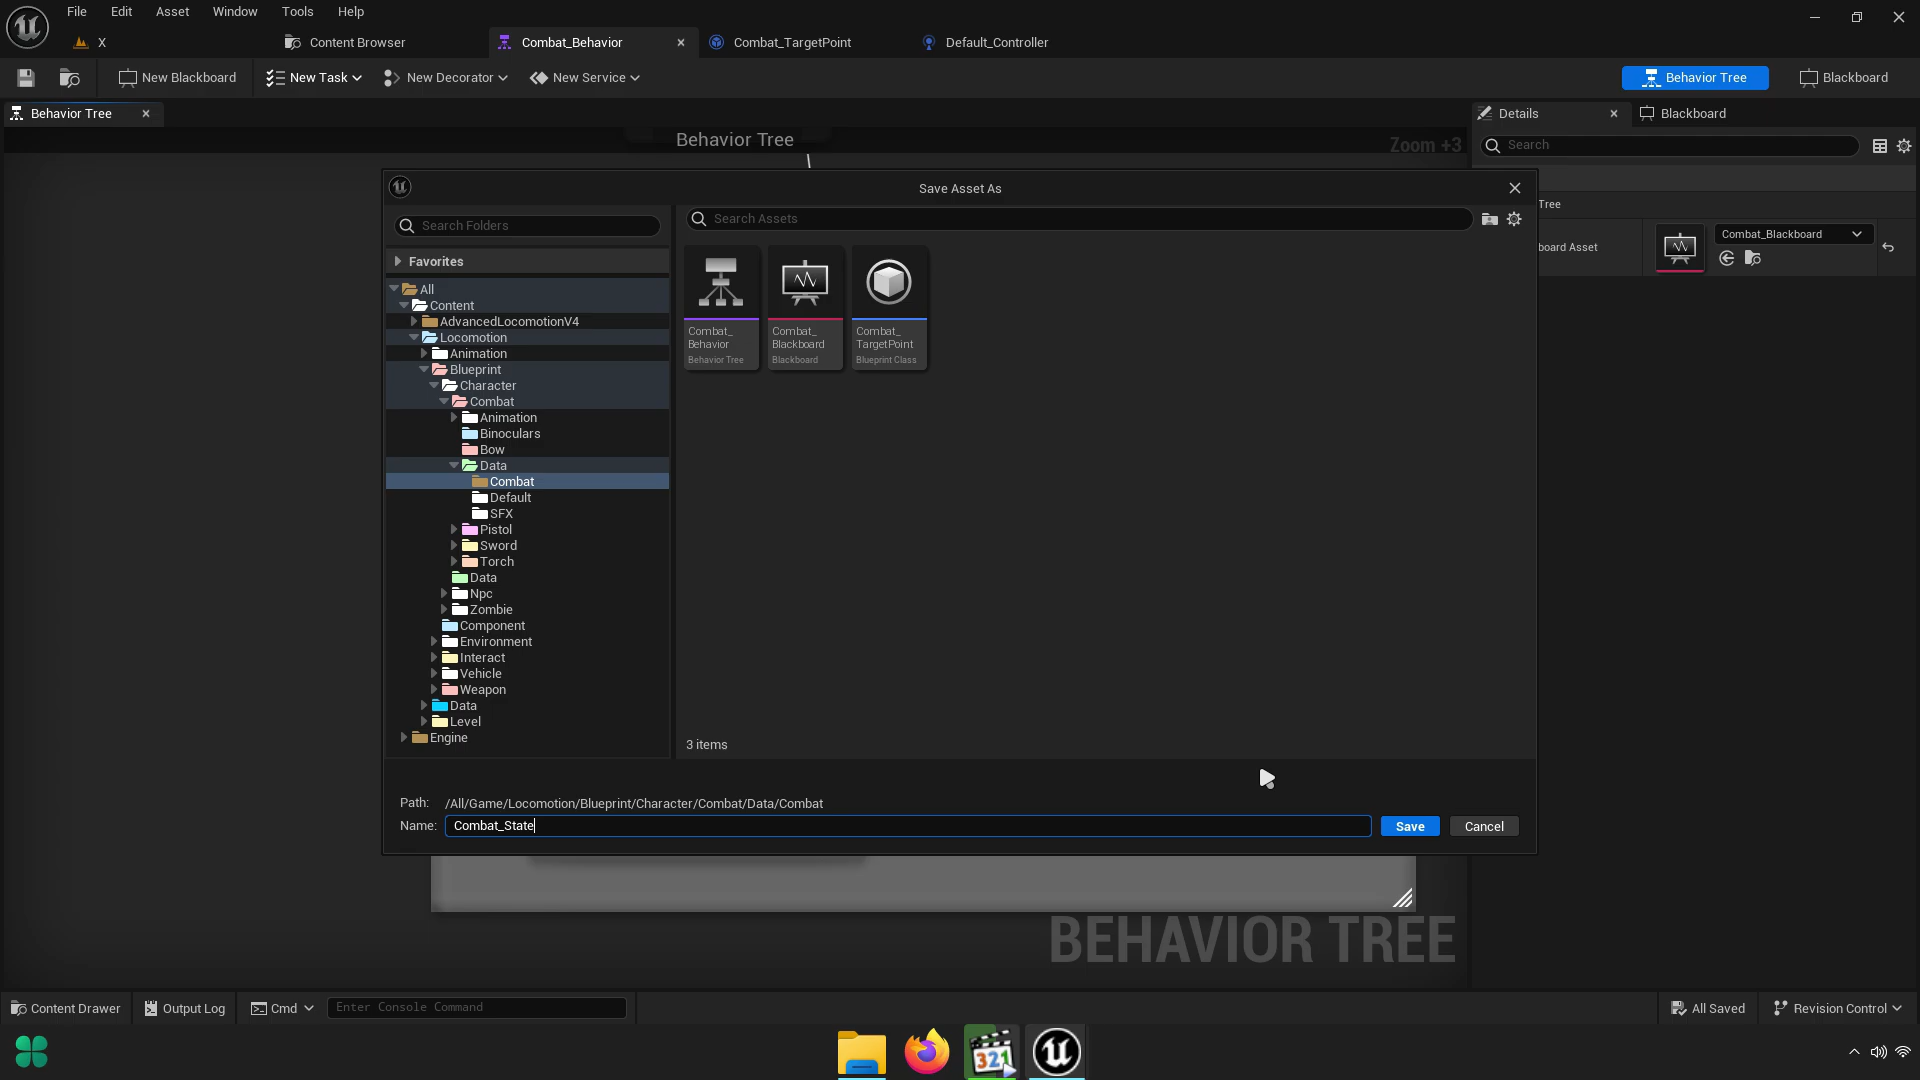 File Edit Asset Window Tools Help
X Content Browser Combat_Behavior Combat_TargetPoint Default_Controller
New Blackboard New Task New Decorator New Service Behavior Tree Blackboard
Behavior Tree Details Blackboard
Behavior Tree Zoom +3 Search
Save Asset As
Search Folders Search Assets
Tree
Combat_Blackboard
board Asset
Favorites
All
Content
AdvancedLocomotionV4
Locomotion
Animation
Blueprint
Character
Combat
Animation
Binoculars
Bow
Data
Combat
Default
SFX
Pistol
Sword
Torch
Data
Npc
Zombie
Component
Environment
Interact
Vehicle
Weapon
Data
Level
Engine
Combat_
Behavior
Behavior Tree
Combat_
Blackboard
Blackboard
Combat_
TargetPoint
Blueprint Class
3 items
Path: /All/Game/Locomotion/Blueprint/Character/Combat/Data/Combat
Name: Combat_State Save Cancel
BEHAVIOR TREE
Content Drawer Output Log Cmd Enter Console Command All Saved Revision Control
321